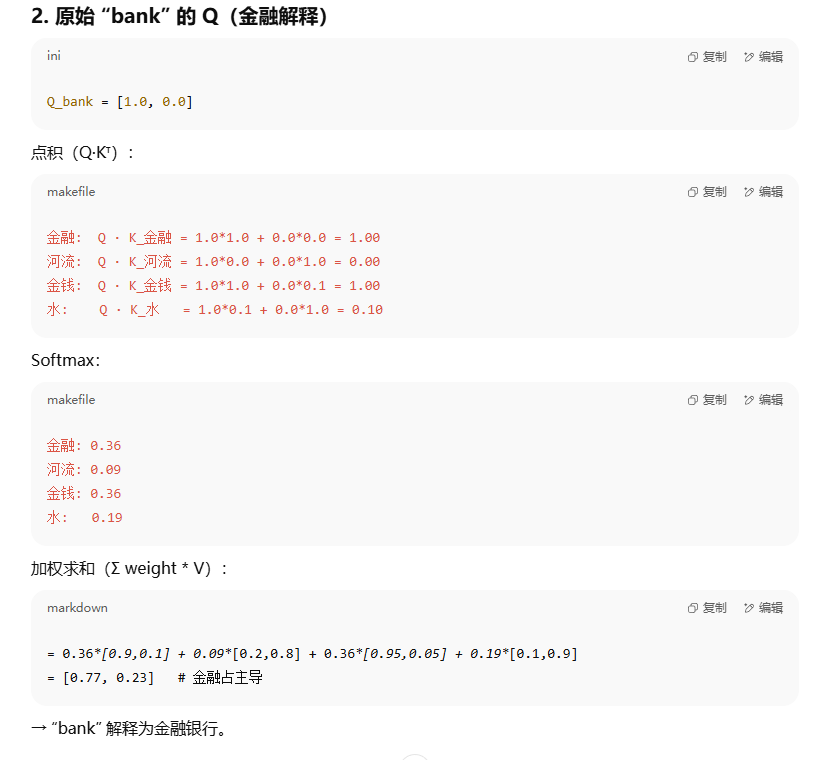 2. 原始 “bank” 的 Q（金融解释）
ini
复制
编辑
Q_bank = [1.0, 0.0]
点积（Q·Kᵀ）：
makefile
复制
编辑
金融: Q · K_金融 = 1.0*1.0 + 0.0*0.0 = 1.00
河流: Q · K_河流 = 1.0*0.0 + 0.0*1.0 = 0.00
金钱: Q · K_金钱 = 1.0*1.0 + 0.0*0.1 = 1.00
水: Q · K_水 = 1.0*0.1 + 0.0*1.0 = 0.10
Softmax：
makefile
复制
编辑
金融: 0.36
河流: 0.09
金钱: 0.36
水: 0.19
加权求和（Σ weight * V）：
markdown
复制
编辑
= 0.36*[0.9,0.1] + 0.09*[0.2,0.8] + 0.36*[0.95,0.05] + 0.19*[0.1,0.9]
= [0.77, 0.23] # 金融占主导
→ “bank” 解释为金融银行。